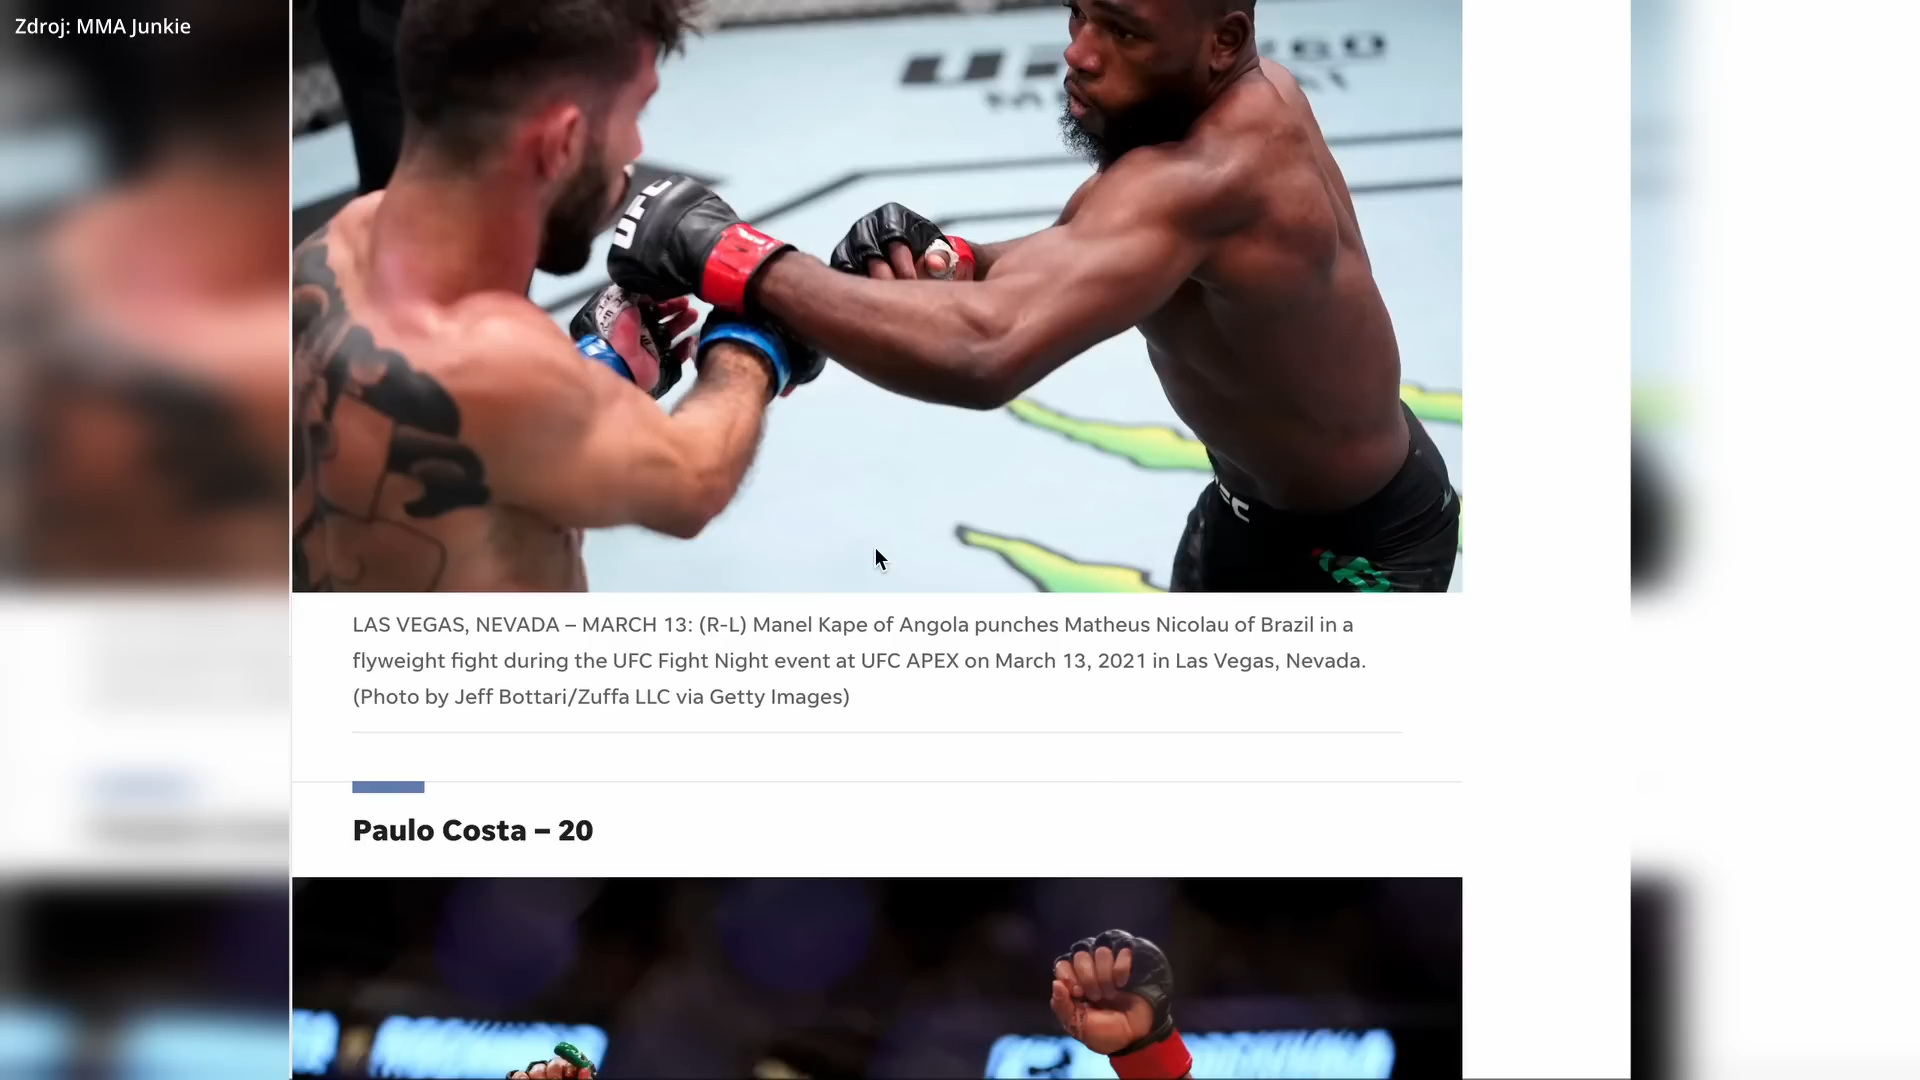 Zdroj: MMA Junkie
UFC
LAS VEGAS, NEVADA – MARCH 13: (R-L) Manel Kape of Angola punches Matheus Nicolau of Brazil in a
flyweight fight during the UFC Fight Night event at UFC APEX on March 13, 2021 in Las Vegas, Nevada.
(Photo by Jeff Bottari/Zuffa LLC via Getty Images)
Paulo Costa – 20